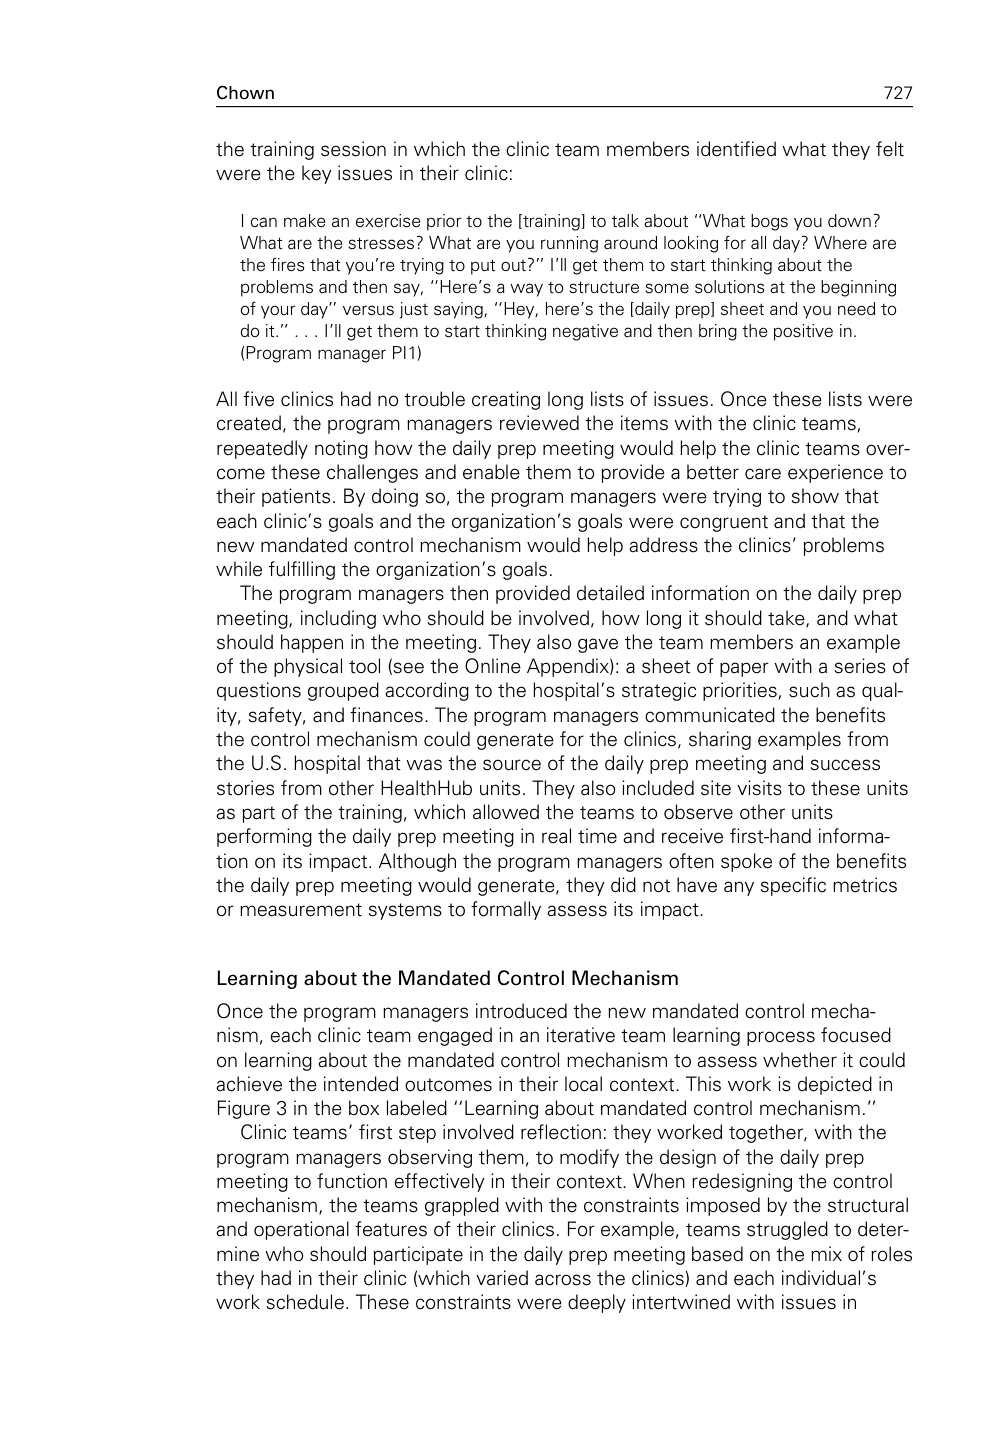 Chown 727
the training session in which the clinic team members identified what they felt
were the key issues in their clinic:
I can make an exercise prior to the [training] to talk about ‘‘What bogs you down?
What are the stresses? What are you running around looking for all day? Where are
the fires that you’re trying to put out?’’ I’ll get them to start thinking about the
problems and then say, ‘‘Here’s a way to structure some solutions at the beginning
of your day’’ versus just saying, ‘‘Hey, here’s the [daily prep] sheet and you need to
do it.’’ . . . I’ll get them to start thinking negative and then bring the positive in.
(Program manager PI1)
All five clinics had no trouble creating long lists of issues. Once these lists were
created, the program managers reviewed the items with the clinic teams,
repeatedly noting how the daily prep meeting would help the clinic teams over-
come these challenges and enable them to provide a better care experience to
their patients. By doing so, the program managers were trying to show that
each clinic’s goals and the organization’s goals were congruent and that the
new mandated control mechanism would help address the clinics’ problems
while fulfilling the organization’s goals.
The program managers then provided detailed information on the daily prep
meeting, including who should be involved, how long it should take, and what
should happen in the meeting. They also gave the team members an example
of the physical tool (see the Online Appendix): a sheet of paper with a series of
questions grouped according to the hospital’s strategic priorities, such as qual-
ity, safety, and finances. The program managers communicated the benefits
the control mechanism could generate for the clinics, sharing examples from
the U.S. hospital that was the source of the daily prep meeting and success
stories from other HealthHub units. They also included site visits to these units
as part of the training, which allowed the teams to observe other units
performing the daily prep meeting in real time and receive first-hand informa-
tion on its impact. Although the program managers often spoke of the benefits
the daily prep meeting would generate, they did not have any specific metrics
or measurement systems to formally assess its impact.
Learning about the Mandated Control Mechanism
Once the program managers introduced the new mandated control mecha-
nism, each clinic team engaged in an iterative team learning process focused
on learning about the mandated control mechanism to assess whether it could
achieve the intended outcomes in their local context. This work is depicted in
Figure 3 in the box labeled ‘‘Learning about mandated control mechanism.’’
Clinic teams’ first step involved reflection: they worked together, with the
program managers observing them, to modify the design of the daily prep
meeting to function effectively in their context. When redesigning the control
mechanism, the teams grappled with the constraints imposed by the structural
and operational features of their clinics. For example, teams struggled to deter-
mine who should participate in the daily prep meeting based on the mix of roles
they had in their clinic (which varied across the clinics) and each individual’s
work schedule. These constraints were deeply intertwined with issues in